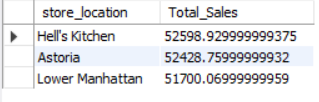 store_location Total_Sales
Hell's Kitchen 52598.929999999375
Astoria 52428.75999999932
Lower Manhattan 51700.06999999959